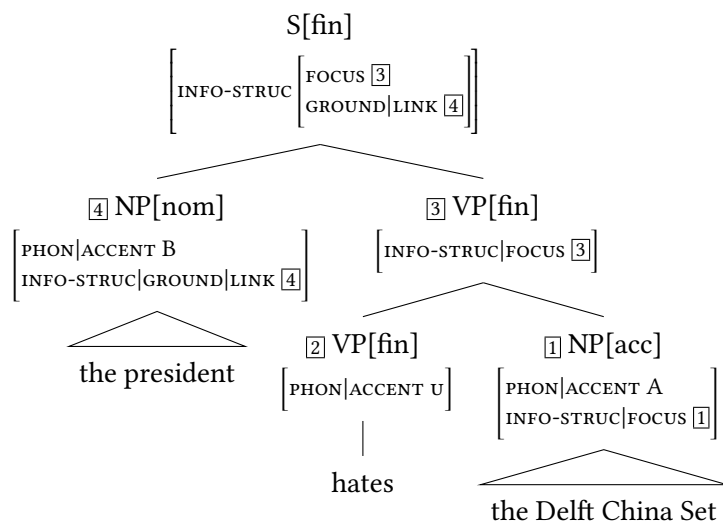 S[fin]
[INFO-STRUC [FOCUS 3
GROUND|LINK 4]]
4 NP[nom]
[PHON|ACCENT B
INFO-STRUC|GROUND|LINK 4]
3 VP[fin]
[INFO-STRUC|FOCUS 3]
the president
2 VP[fin]
[PHON|ACCENT U]
1 NP[acc]
[PHON|ACCENT A
INFO-STRUC|FOCUS 1]
hates
the Delft China Set